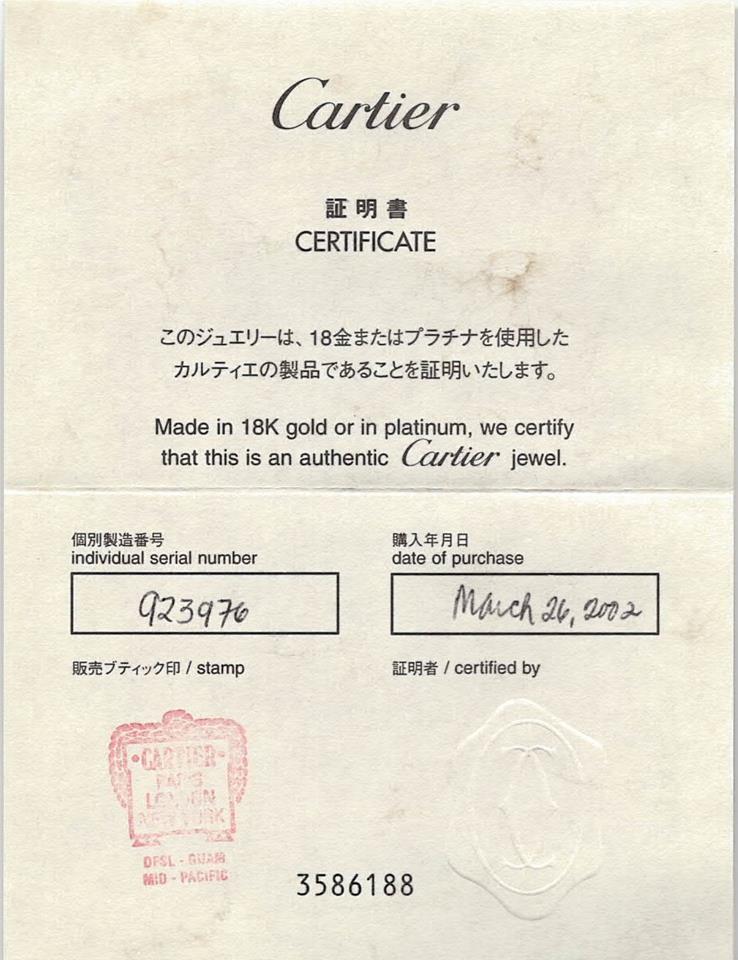 Cartier
証明書
CERTIFICATE
このジュエリーは、18金またはプラチナを使用した
カルティエの製品であることを証明いたします。
Made in 18K gold or in platinum, we certify
that this is an authentic Cartier jewel.
個別製造番号
individual serial number
923976
購入年月日
date of purchase
March 26, 2002
販売ブティック印 / stamp
証明者 / certified by
CARTIER
PARIS
LONDON
NEW YORK
DFSL - GUAM
MID - PACIFIC
3586188